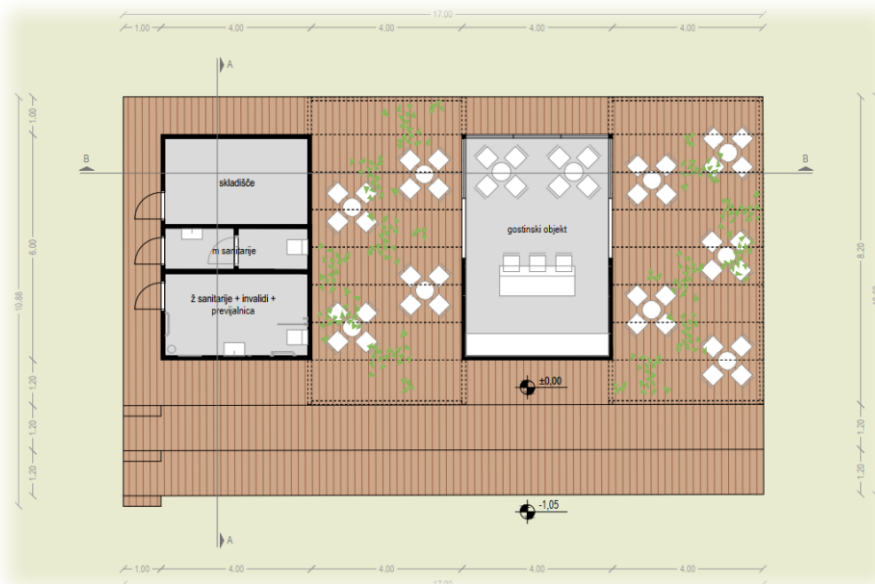 17.00
1.00 4.00 4.00 4.00 4.00
A
1.00
B
B
skladišče
gostinski objekt
m sanitarije
6.00
8.20
10.88
ž sanitarije + invalidi +
previjalnica
±0,00
1.20
1.20
1.20
1.20
1.20
-1,05
A
1.00 4.00 4.00 4.00 4.00